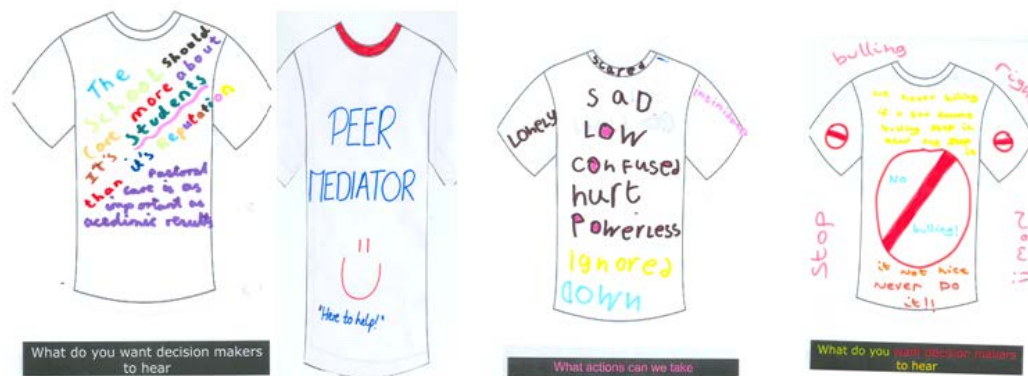 The
School Should
Care more about
It's Students
than it's Reputation
Pastoral
care is as
important as
acedimic results
What do you want decision makers
to hear
PEER
MEDIATOR
"Here to help!"
Scared
Lonely
Sad
Low
Confused
hurt
Powerless
Ignored
Down
What actions can we take
bulling
Stop
No
bulling!
it not nice
Never Do
it!!
What do you want decision makers
to hear